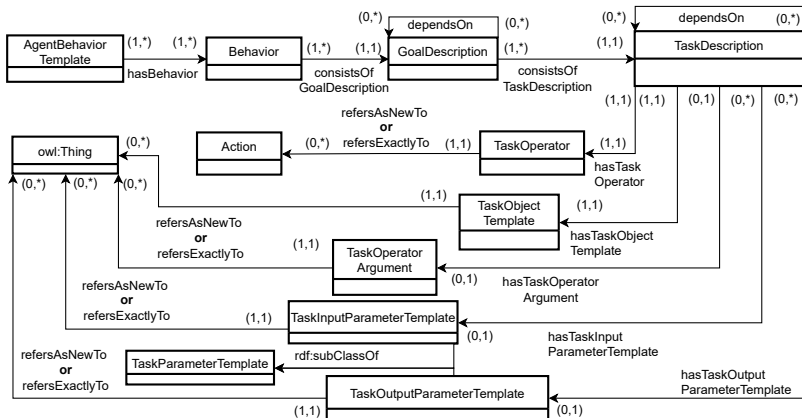 (0,*) dependsOn (0,*)
(0,*) dependsOn (0,*)
AgentBehavior
Template
(1,*) (1,*)
hasBehavior
Behavior
(1,*) (1,1)
consistsOf
GoalDescription
GoalDescription
(1,*) (1,1)
consistsOf
TaskDescription
TaskDescription
(1,1) (1,1) (0,1) (0,*) (0,*)
owl:Thing
(0,*)
(0,*) (0,*) (0,*)
Action
refersAsNewTo
or
refersExactlyTo
(0,*) (1,1)
TaskOperator
(1,1)
hasTask
Operator
(1,1)
TaskObject
Template
(1,1)
hasTaskObject
Template
refersAsNewTo
or
refersExactlyTo
(1,1)
TaskOperator
Argument
(0,1)
hasTaskOperator
Argument
refersAsNewTo
or
refersExactlyTo
(1,1)
TaskInputParameterTemplate
(0,1)
hasTaskInput
ParameterTemplate
refersAsNewTo
or
refersExactlyTo
TaskParameterTemplate
rdf:subClassOf
(1,1)
TaskOutputParameterTemplate
(0,1)
hasTaskOutput
ParameterTemplate